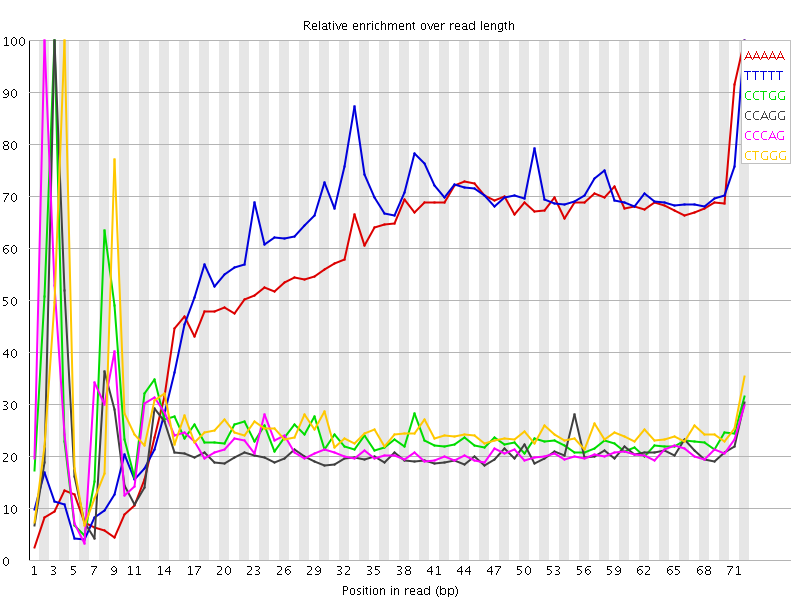 Relative enrichment over read length
100
90
80
70
60
50
40
30
20
10
0
AAAAA
TTTTT
CCTGG
CCAGG
CCCAG
CTGGG
1 2 3 5 7 9 11 14 17 20 23 26 29 32 35 38 41 44 47 50 53 56 59 62 65 68 71
Position in read (bp)